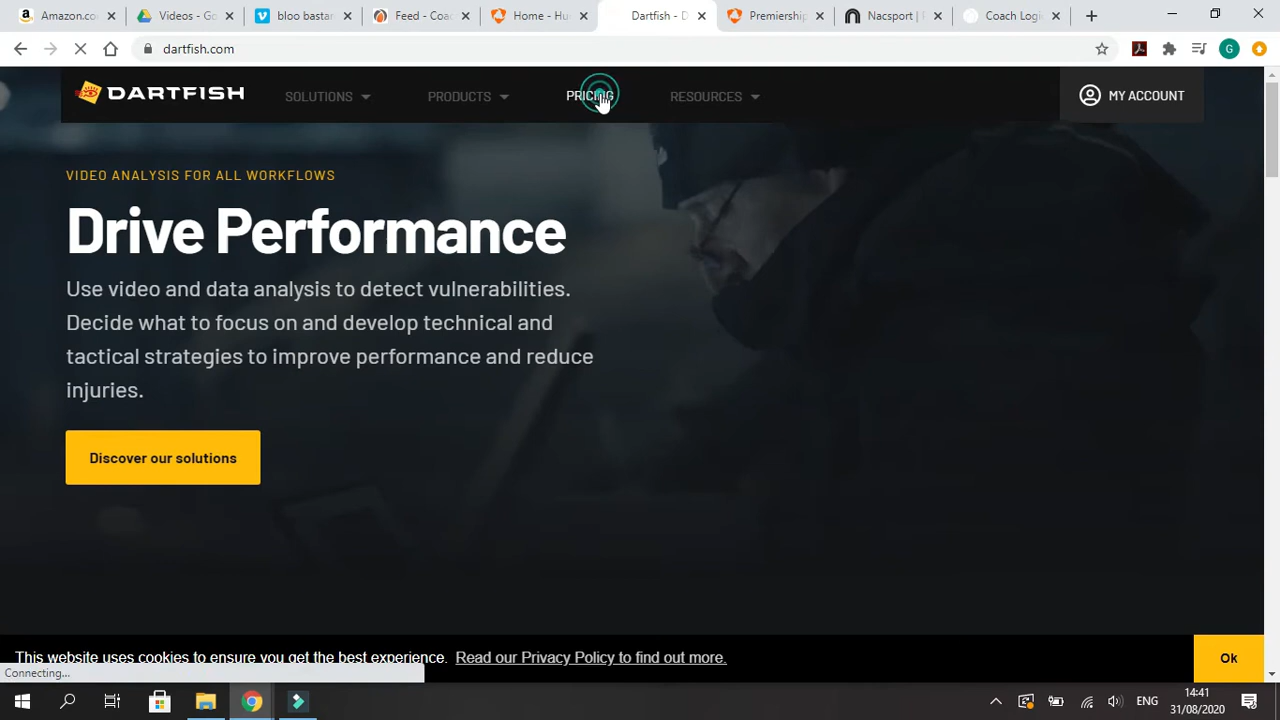 Amazon.co
Videos - Go
bloo bastar
Feed - Coac
Home - Hu
Dartfish - D
Premiership
Nacsport |
Coach Logi
dartfish.com
G
DARTFISH
SOLUTIONS
PRODUCTS
PRICING
RESOURCES
MY ACCOUNT
VIDEO ANALYSIS FOR ALL WORKFLOWS
Drive Performance
Use video and data analysis to detect vulnerabilities.
Decide what to focus on and develop technical and
tactical strategies to improve performance and reduce
injuries.
Discover our solutions
This website uses cookies to ensure you get the best experience. Read our Privacy Policy to find out more.
Ok
Connecting...
ENG
14:41
31/08/2020